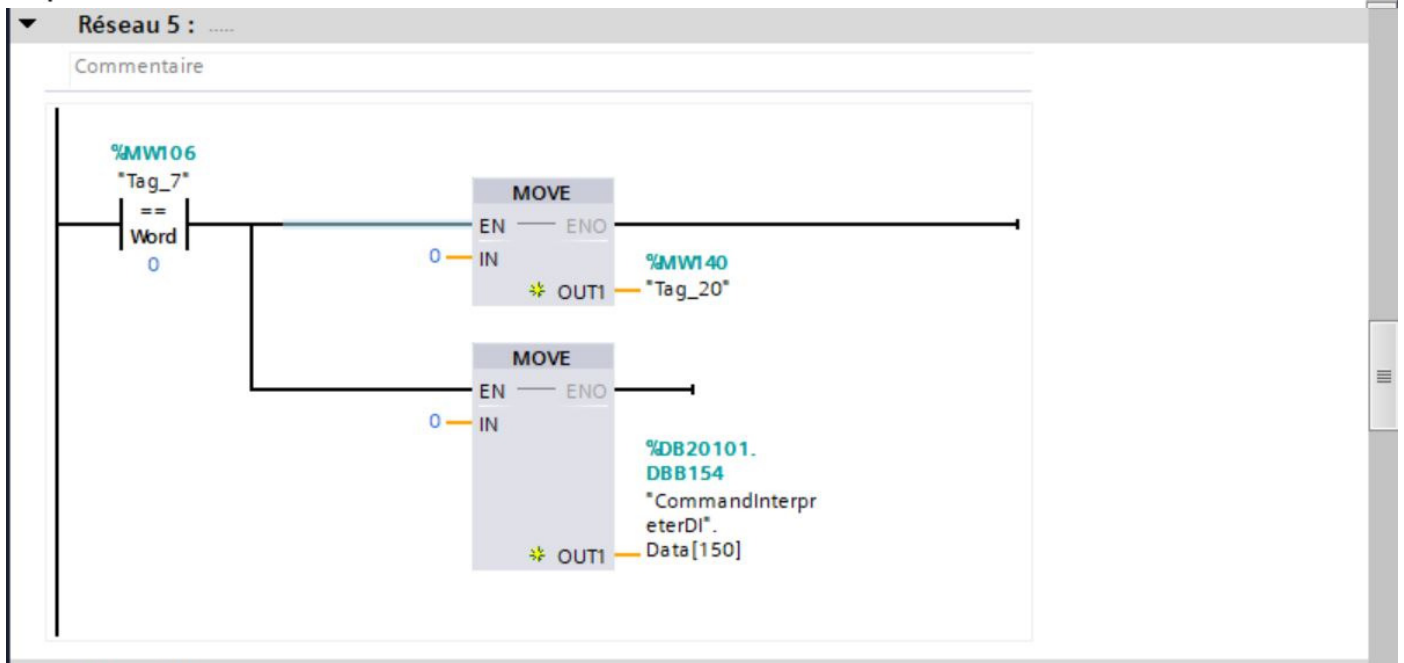 Réseau 5 : .....
Commentaire
%MW106
"Tag_7"
==
Word
0
MOVE
EN ENO
0 IN
%MW140
OUT1 "Tag_20"
MOVE
EN ENO
0 IN
%DB20101.
DBB154
"CommandInterpr
eterDI".
OUT1 Data[150]